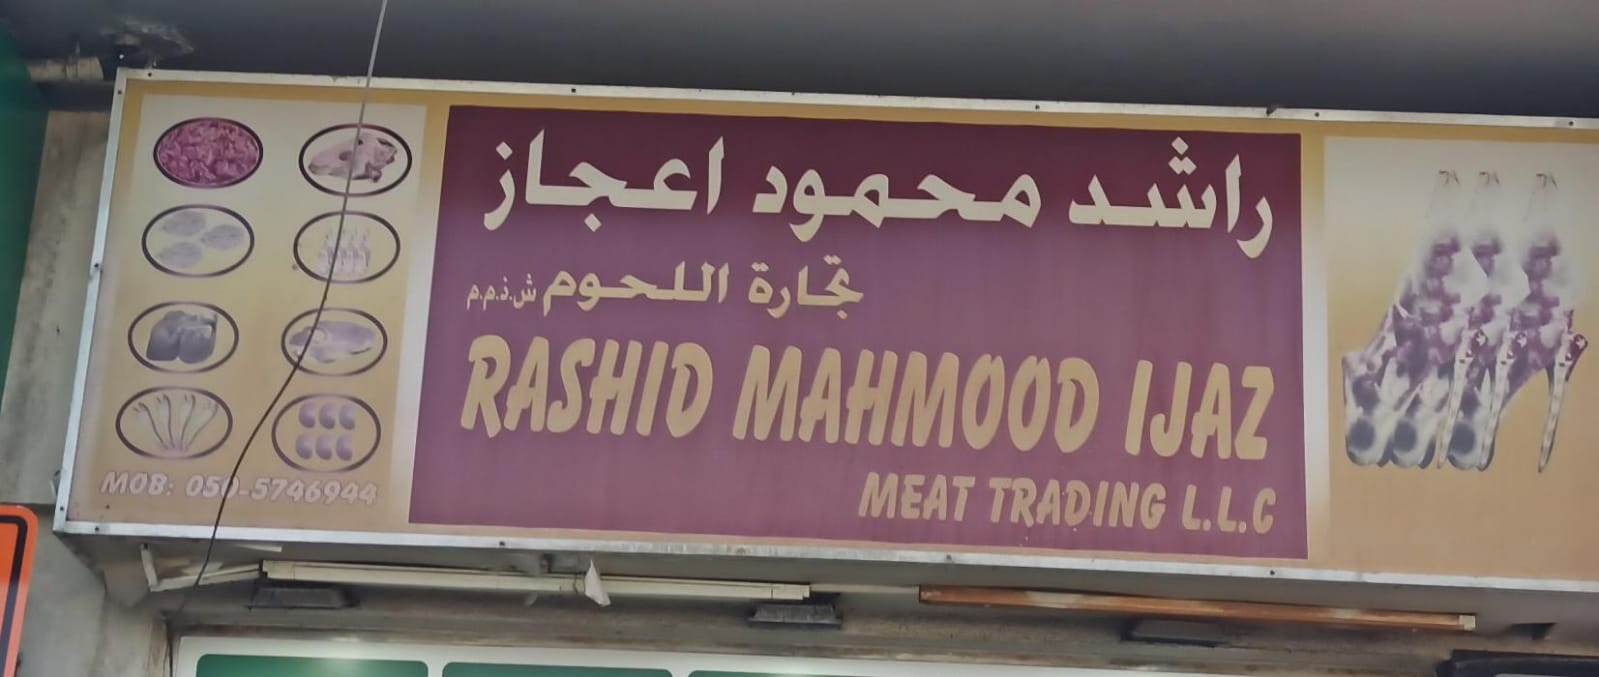 راشد محمود اعجاز
تجارة اللحوم ش.ذ.م.م
RASHID MAHMOOD IJAZ
MEAT TRADING L.L.C
MOB: 050-5746944